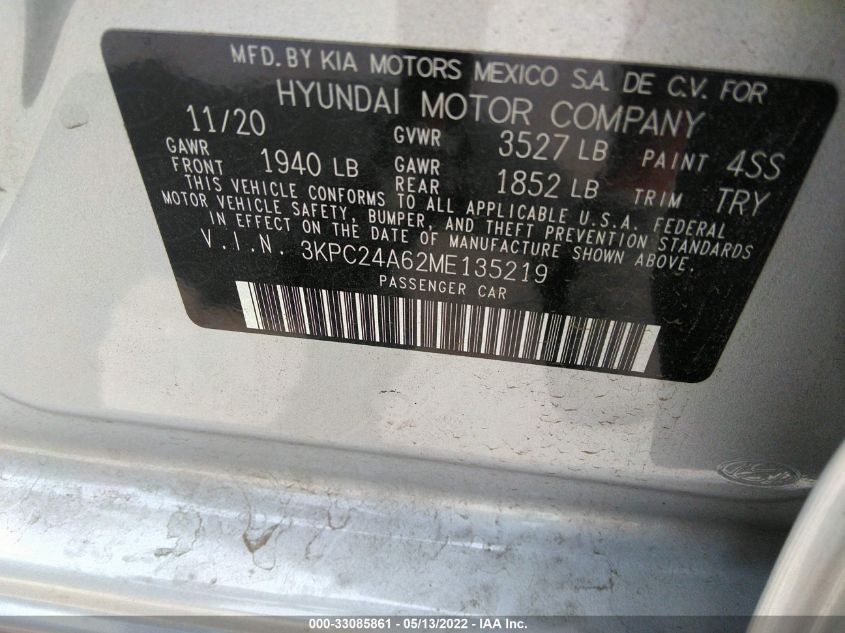 MFD. BY KIA MOTORS MEXICO S.A. DE C.V. FOR
HYUNDAI MOTOR COMPANY
11/20 GVWR 3527 LB PAINT 4SS
GAWR FRONT 1940 LB GAWR REAR 1852 LB TRIM TRY
THIS VEHICLE CONFORMS TO ALL APPLICABLE U.S.A. FEDERAL
MOTOR VEHICLE SAFETY, BUMPER, AND THEFT PREVENTION STANDARDS
IN EFFECT ON THE DATE OF MANUFACTURE SHOWN ABOVE.
V.I.N. 3KPC24A62ME135219
PASSENGER CAR
000-33085861 - 05/13/2022 - IAA Inc.